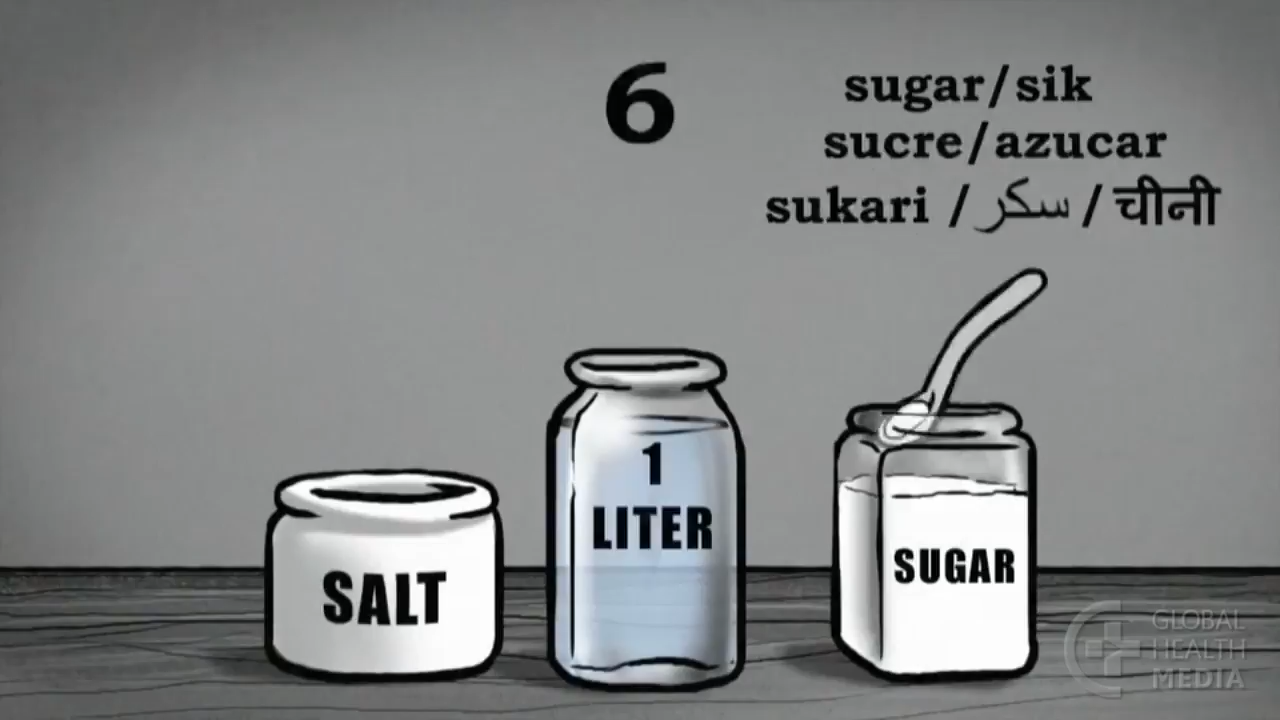 6
sugar/sik
sucre/azucar
sukari / سكر / चीनी
1
LITER
SALT
SUGAR
GLOBAL
HEALTH
MEDIA